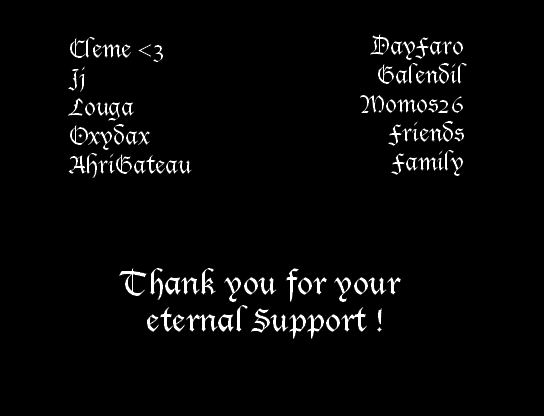 Cleme <3
Jj
Louga
Oxydax
AhriGateau
DayFaro
Galendil
Momos26
Friends
Family
Thank you for your
eternal Support !